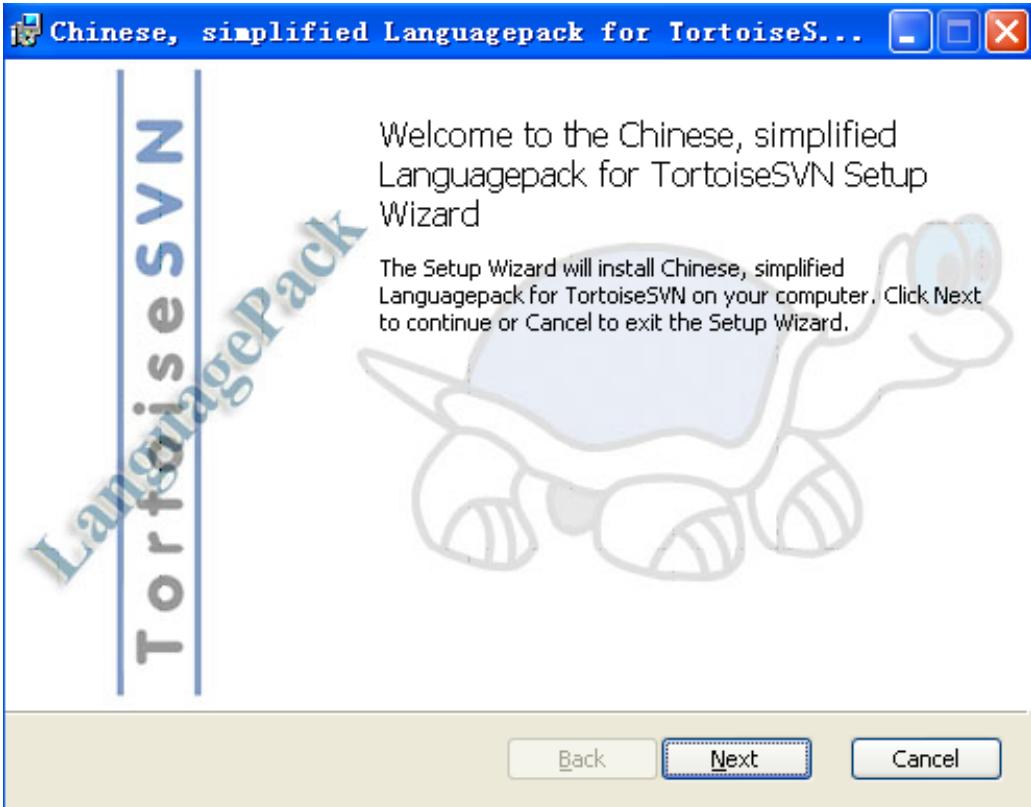 Chinese, simplified Languagepack for TortoiseS...
TortoiseSVN
LanguagePack
Welcome to the Chinese, simplified
Languagepack for TortoiseSVN Setup
Wizard
The Setup Wizard will install Chinese, simplified
Languagepack for TortoiseSVN on your computer. Click Next
to continue or Cancel to exit the Setup Wizard.
Back
Next
Cancel